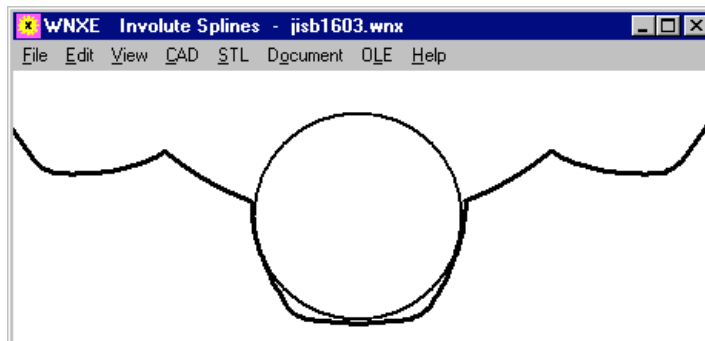 WNXE Involute Splines - jisb1603.wnx
File Edit View CAD STL Document OLE Help